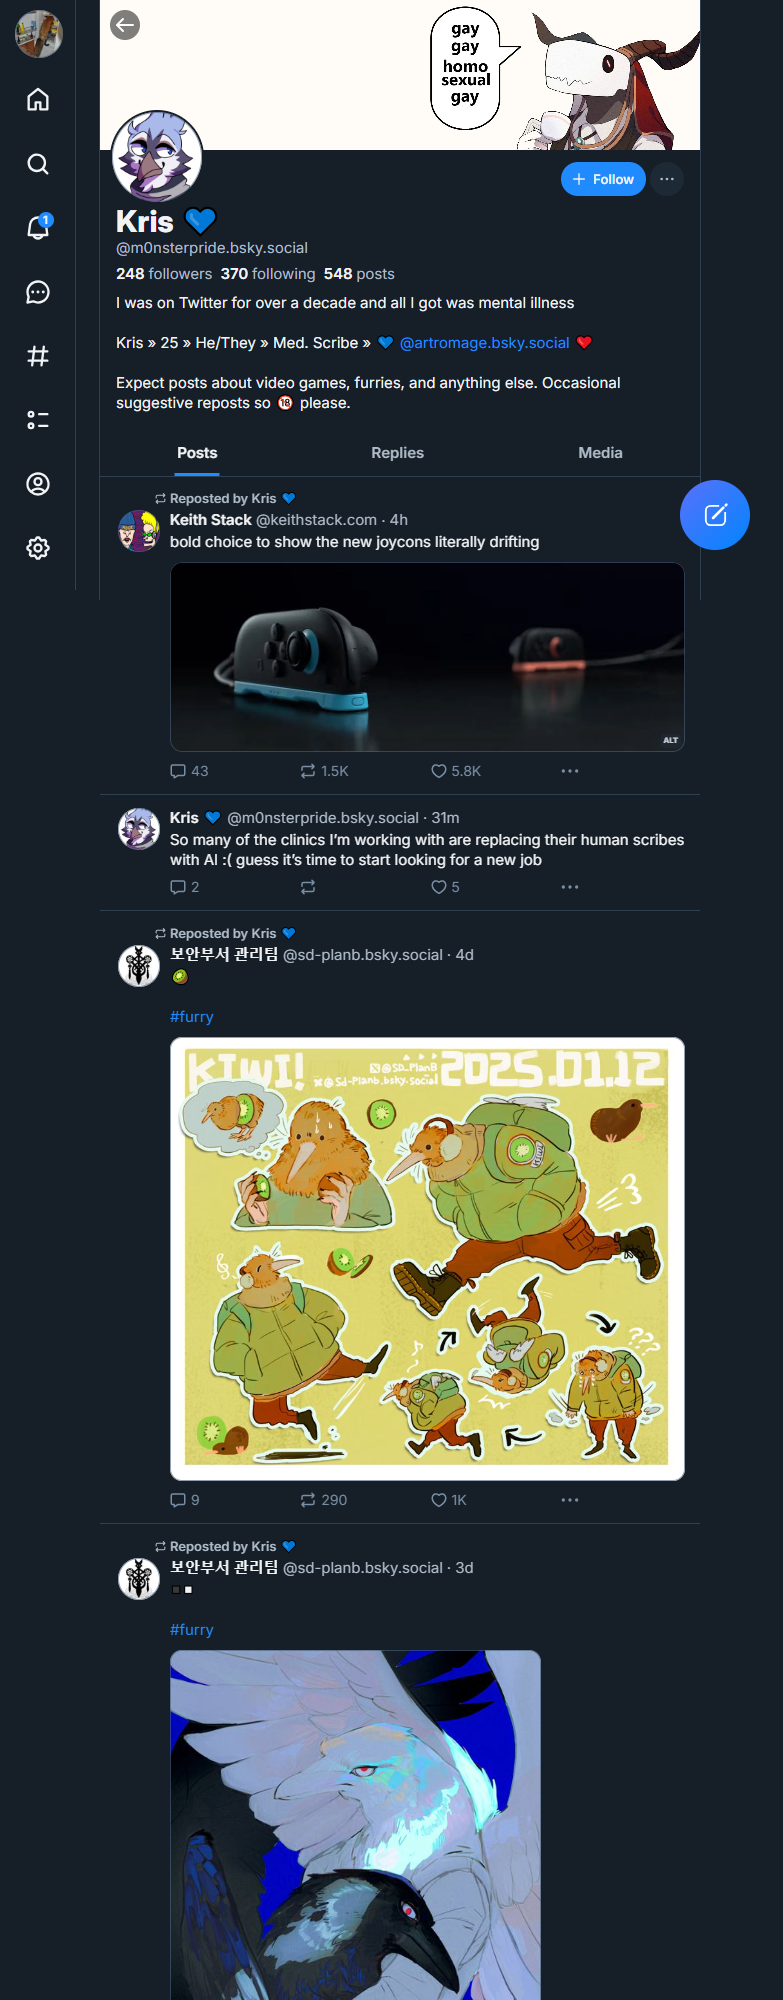 gay
gay
homo
sexual
gay
+ Follow
Kris 💙
@m0nsterpride.bsky.social
248 followers 370 following 548 posts
I was on Twitter for over a decade and all I got was mental illness
Kris » 25 » He/They » Med. Scribe » 💙 @artromage.bsky.social ❤️
Expect posts about video games, furries, and anything else. Occasional
suggestive reposts so 🔞 please.
Posts Replies Media
1
Reposted by Kris 💙
Keith Stack @keithstack.com · 4h
bold choice to show the new joycons literally drifting
ALT
43 1.5K 5.8K
Kris 💙 @m0nsterpride.bsky.social · 31m
So many of the clinics I’m working with are replacing their human scribes
with AI :( guess it’s time to start looking for a new job
2 5
Reposted by Kris 💙
보안부서 관리팀 @sd-planb.bsky.social · 4d
🥝
#furry
KIWI! @SD_PlanB 2025.01.12
@Sd-Planb.bsky.social
???
9 290 1K
Reposted by Kris 💙
보안부서 관리팀 @sd-planb.bsky.social · 3d
▪️▫️
#furry